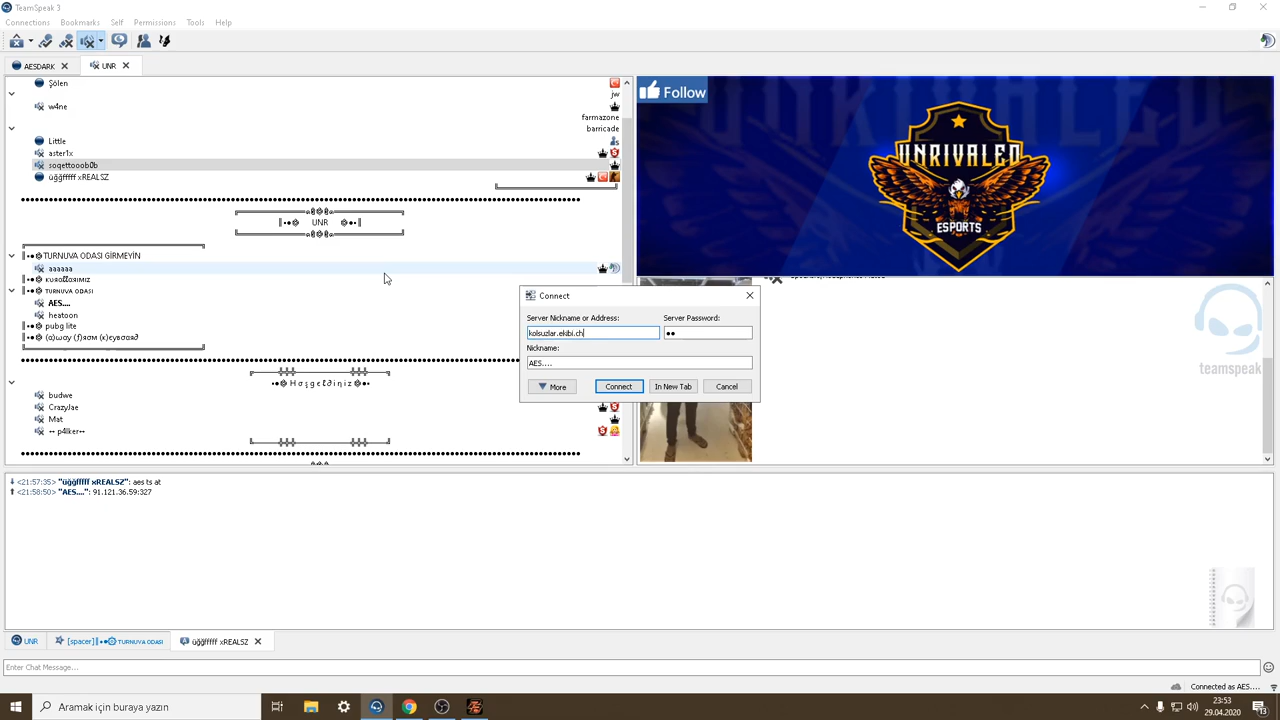 TeamSpeak 3
Connections Bookmarks Self Permissions Tools Help
AESDARK UNR
Şölen
jw
w4ne
farmazone
barricade
Little
aster1x
soqettooob0b
üğğfffff xREALSZ
UNR
TURNUVA ODASI GİRMEYİN
aaaaaa
AES....
heatoon
pubg lite
budwe
CrazyJae
Mat
↔ p4lker↔
Follow
UNRIVALED
ESPORTS
teamspeak
Connect
Server Nickname or Address: Server Password:
kolsuzlar.ekibi.ch ●●
Nickname:
AES....
More Connect In New Tab Cancel
<21:57:35> "üğğfffff xREALSZ": aes ts at
<21:58:50> "AES....": 91.121.36.59:327
UNR [spacer]║•●۞ TURNUVA ODASI üğğfffff xREALSZ
Enter Chat Message...
Connected as AES....
Aramak için buraya yazın
23:53
29.04.2020
13